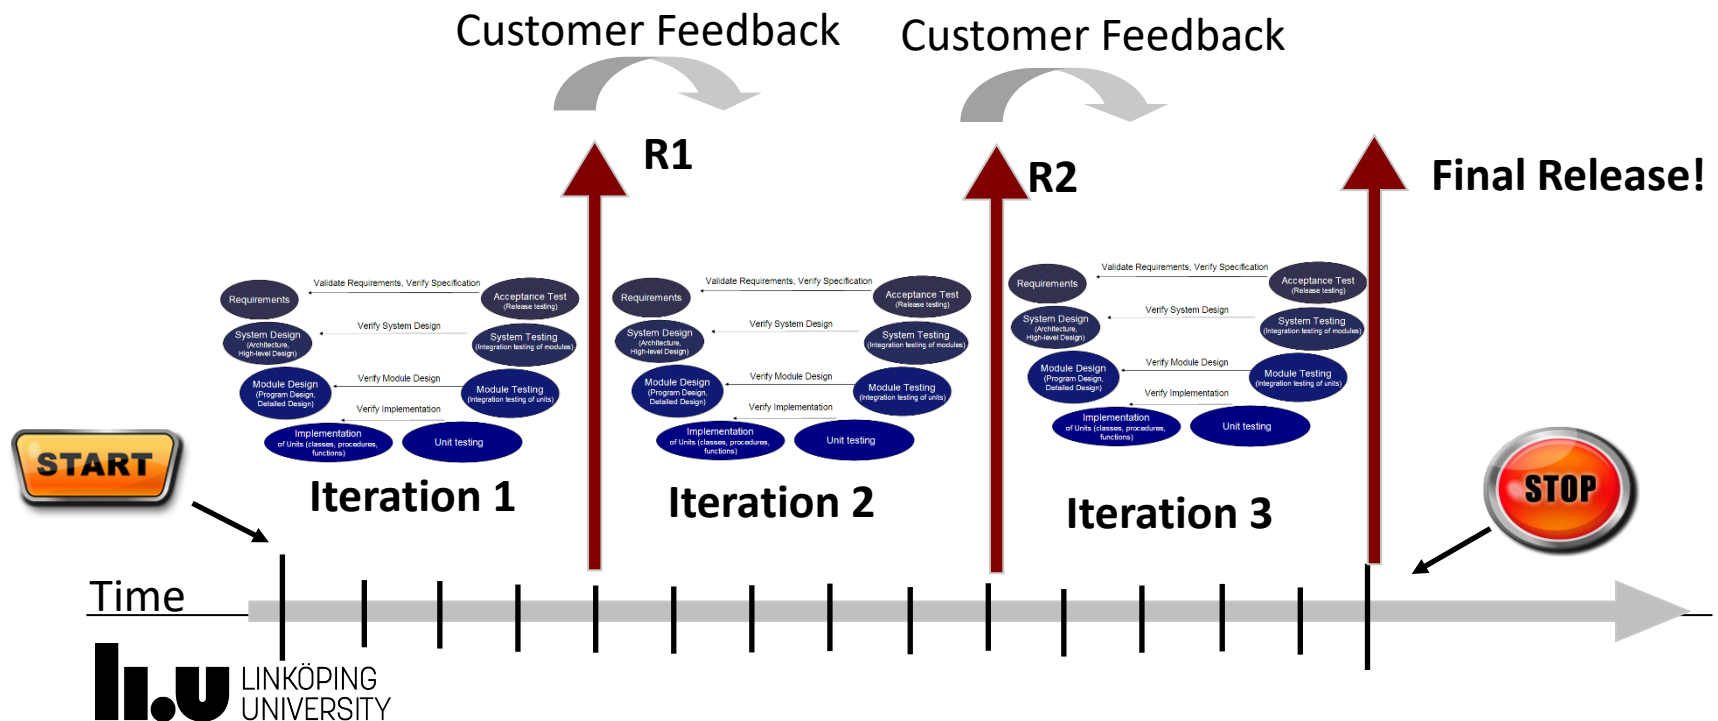 Customer Feedback
Customer Feedback
R1
R2
Final Release!
Validate Requirements, Verify Specification
Requirements
Acceptance Test
(Release testing)
Verify System Design
System Design
(Architecture,
High-level Design)
System Testing
(Integration testing of modules)
Verify Module Design
Module Design
(Program Design,
Detailed Design)
Module Testing
(Integration testing of units)
Verify Implementation
Implementation
of Units (classes, procedures,
functions)
Unit testing
Iteration 1
Validate Requirements, Verify Specification
Requirements
Acceptance Test
(Release testing)
Verify System Design
System Design
(Architecture,
High-level Design)
System Testing
(Integration testing of modules)
Verify Module Design
Module Design
(Program Design,
Detailed Design)
Module Testing
(Integration testing of units)
Verify Implementation
Implementation
of Units (classes, procedures,
functions)
Unit testing
Iteration 2
Validate Requirements, Verify Specification
Requirements
Acceptance Test
(Release testing)
Verify System Design
System Design
(Architecture,
High-level Design)
System Testing
(Integration testing of modules)
Verify Module Design
Module Design
(Program Design,
Detailed Design)
Module Testing
(Integration testing of units)
Verify Implementation
Implementation
of Units (classes, procedures,
functions)
Unit testing
Iteration 3
START
STOP
Time
li.u LINKÖPING
UNIVERSITY